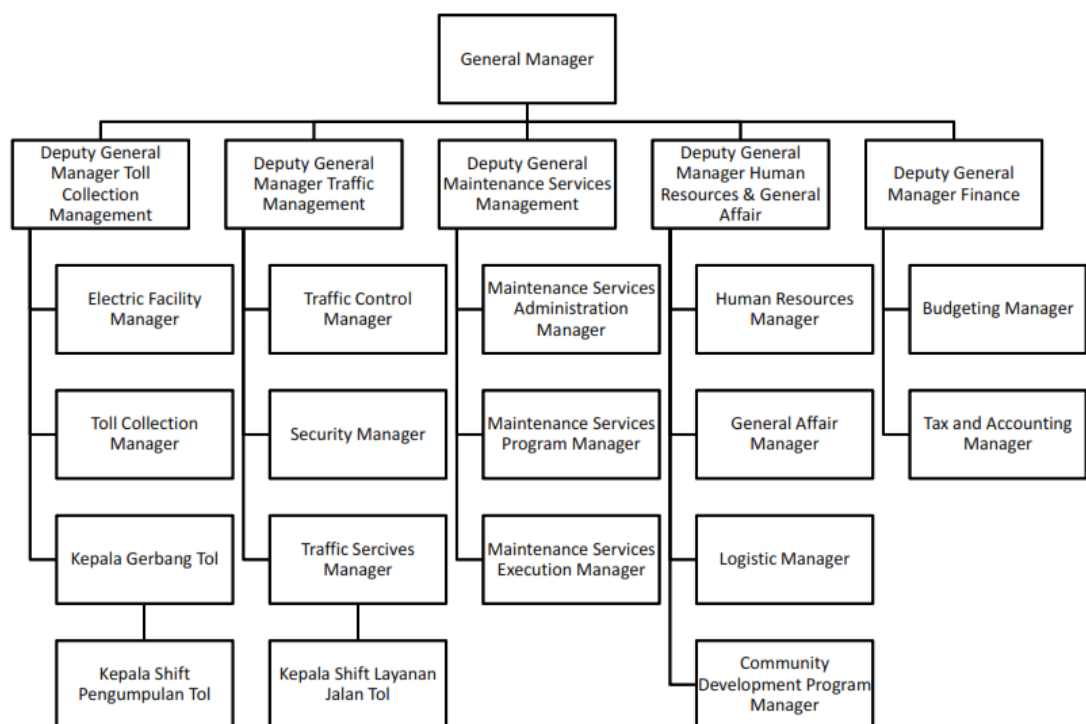 General Manager
Deputy General
Manager Toll
Collection
Management
Deputy General
Manager Traffic
Management
Deputy General
Maintenance Services
Management
Deputy General
Manager Human
Resources & General
Affair
Deputy General
Manager Finance
Electric Facility
Manager
Traffic Control
Manager
Maintenance Services
Administration
Manager
Human Resources
Manager
Budgeting Manager
Toll Collection
Manager
Security Manager
Maintenance Services
Program Manager
General Affair
Manager
Tax and Accounting
Manager
Kepala Gerbang Tol
Traffic Sercives
Manager
Maintenance Services
Execution Manager
Logistic Manager
Kepala Shift
Pengumpulan Tol
Kepala Shift Layanan
Jalan Tol
Community
Development Program
Manager